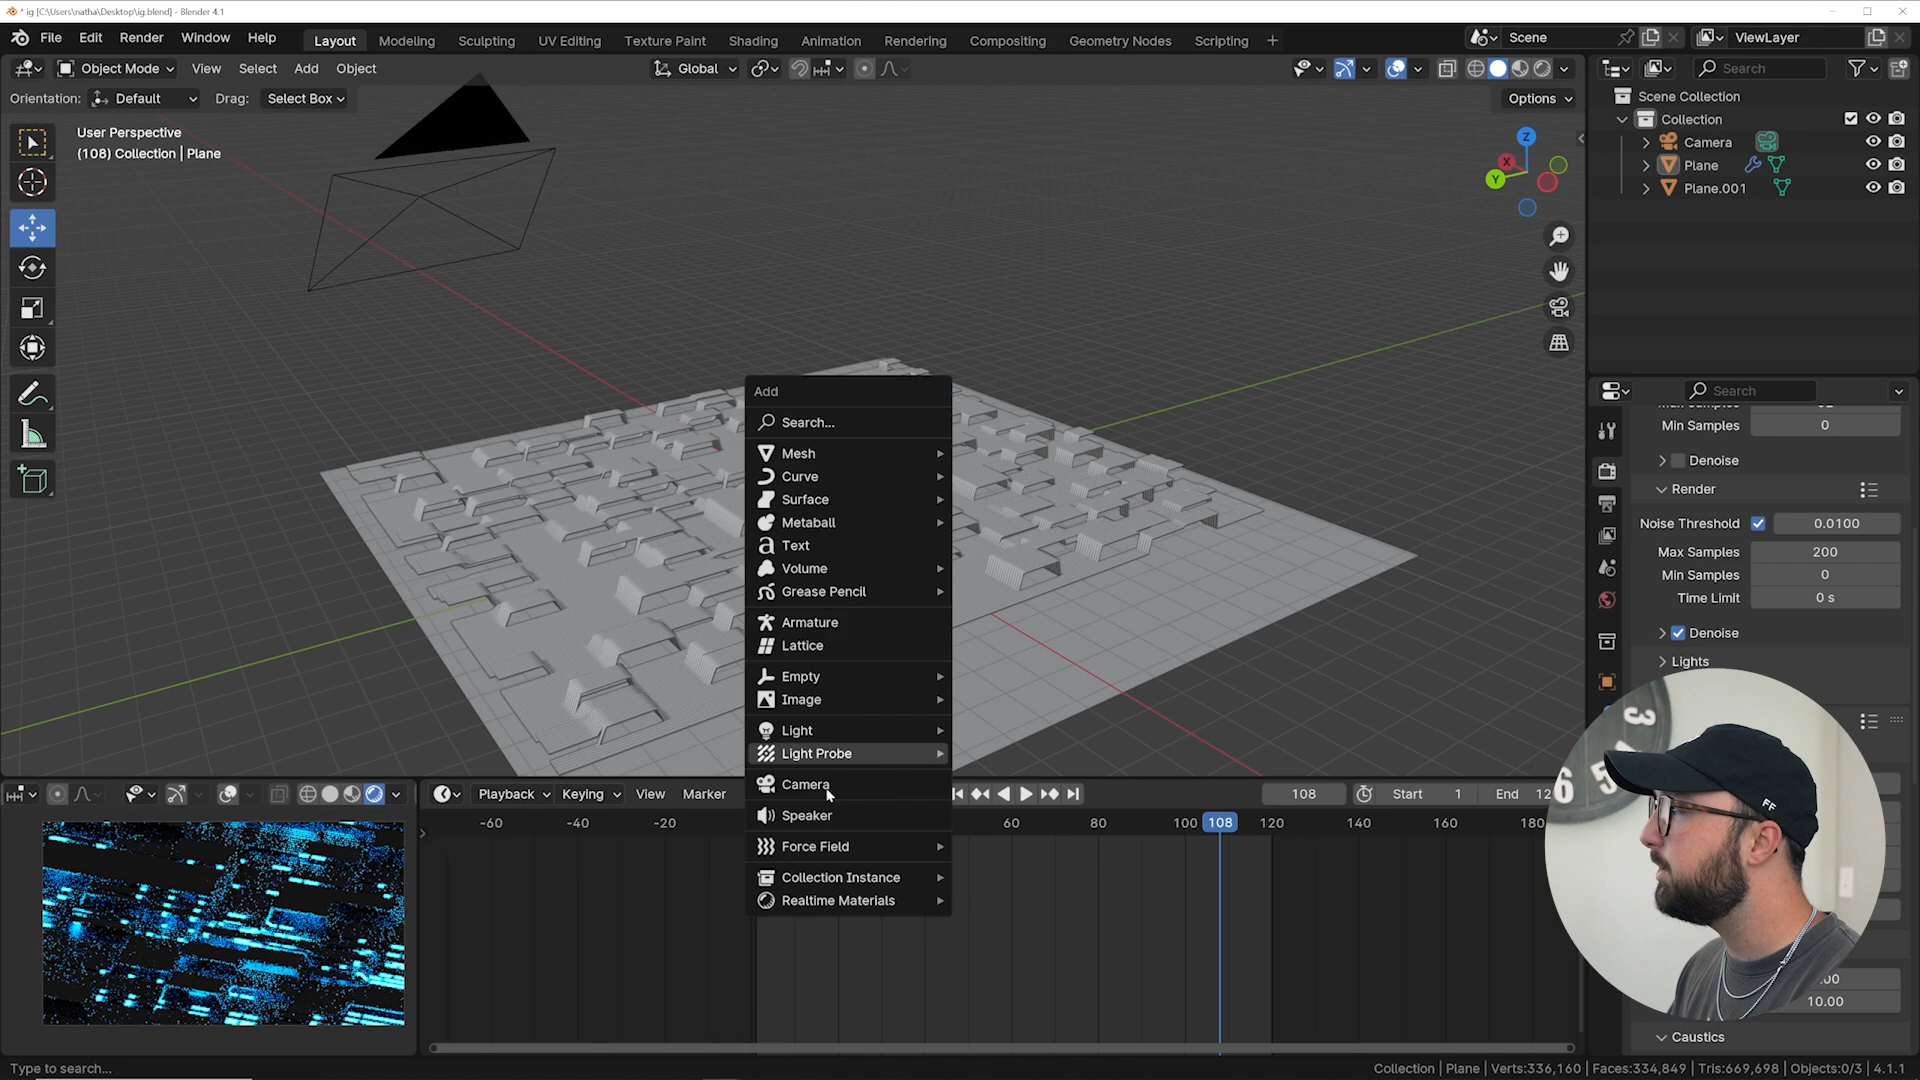 * ig [C:\Users\natha\Desktop\ig.blend] - Blender 4.1
File Edit Render Window Help
Layout Modeling Sculpting UV Editing Texture Paint Shading Animation Rendering Compositing Geometry Nodes Scripting +
Scene
ViewLayer
Object Mode View Select Add Object
Global
Search
Orientation: Default Drag: Select Box
Options
User Perspective
(108) Collection | Plane
Z
X
Y
Scene Collection
Collection
Camera
Plane
Plane.001
Add
Search...
Mesh
Curve
Surface
Metaball
Text
Volume
Grease Pencil
Armature
Lattice
Empty
Image
Light
Light Probe
Camera
Speaker
Force Field
Collection Instance
Realtime Materials
Search
Min Samples 0
Denoise
Render
Noise Threshold 0.0100
Max Samples 200
Min Samples 0
Time Limit 0 s
Denoise
Lights
3
6 5
FF
.00
10.00
Caustics
Playback Keying View Marker
108 Start 1 End 12
-60 -40 -20 60 80 100 108 120 140 160 180
Type to search...
Collection | Plane | Verts:336,160 | Faces:334,849 | Tris:669,698 | Objects:0/3 | 4.1.1